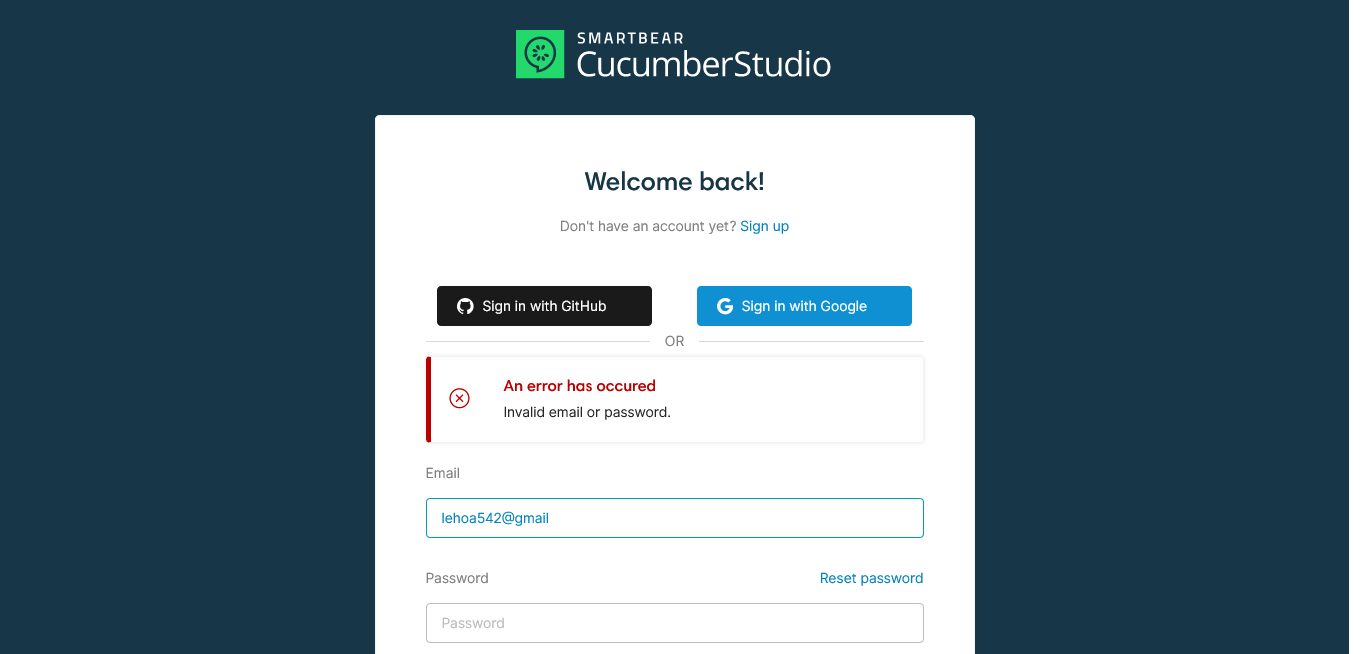 SMARTBEAR
CucumberStudio
Welcome back!
Don't have an account yet? Sign up
Sign in with GitHub
Sign in with Google
OR
An error has occured
Invalid email or password.
Email
lehoa542@gmail
Password
Reset password
Password